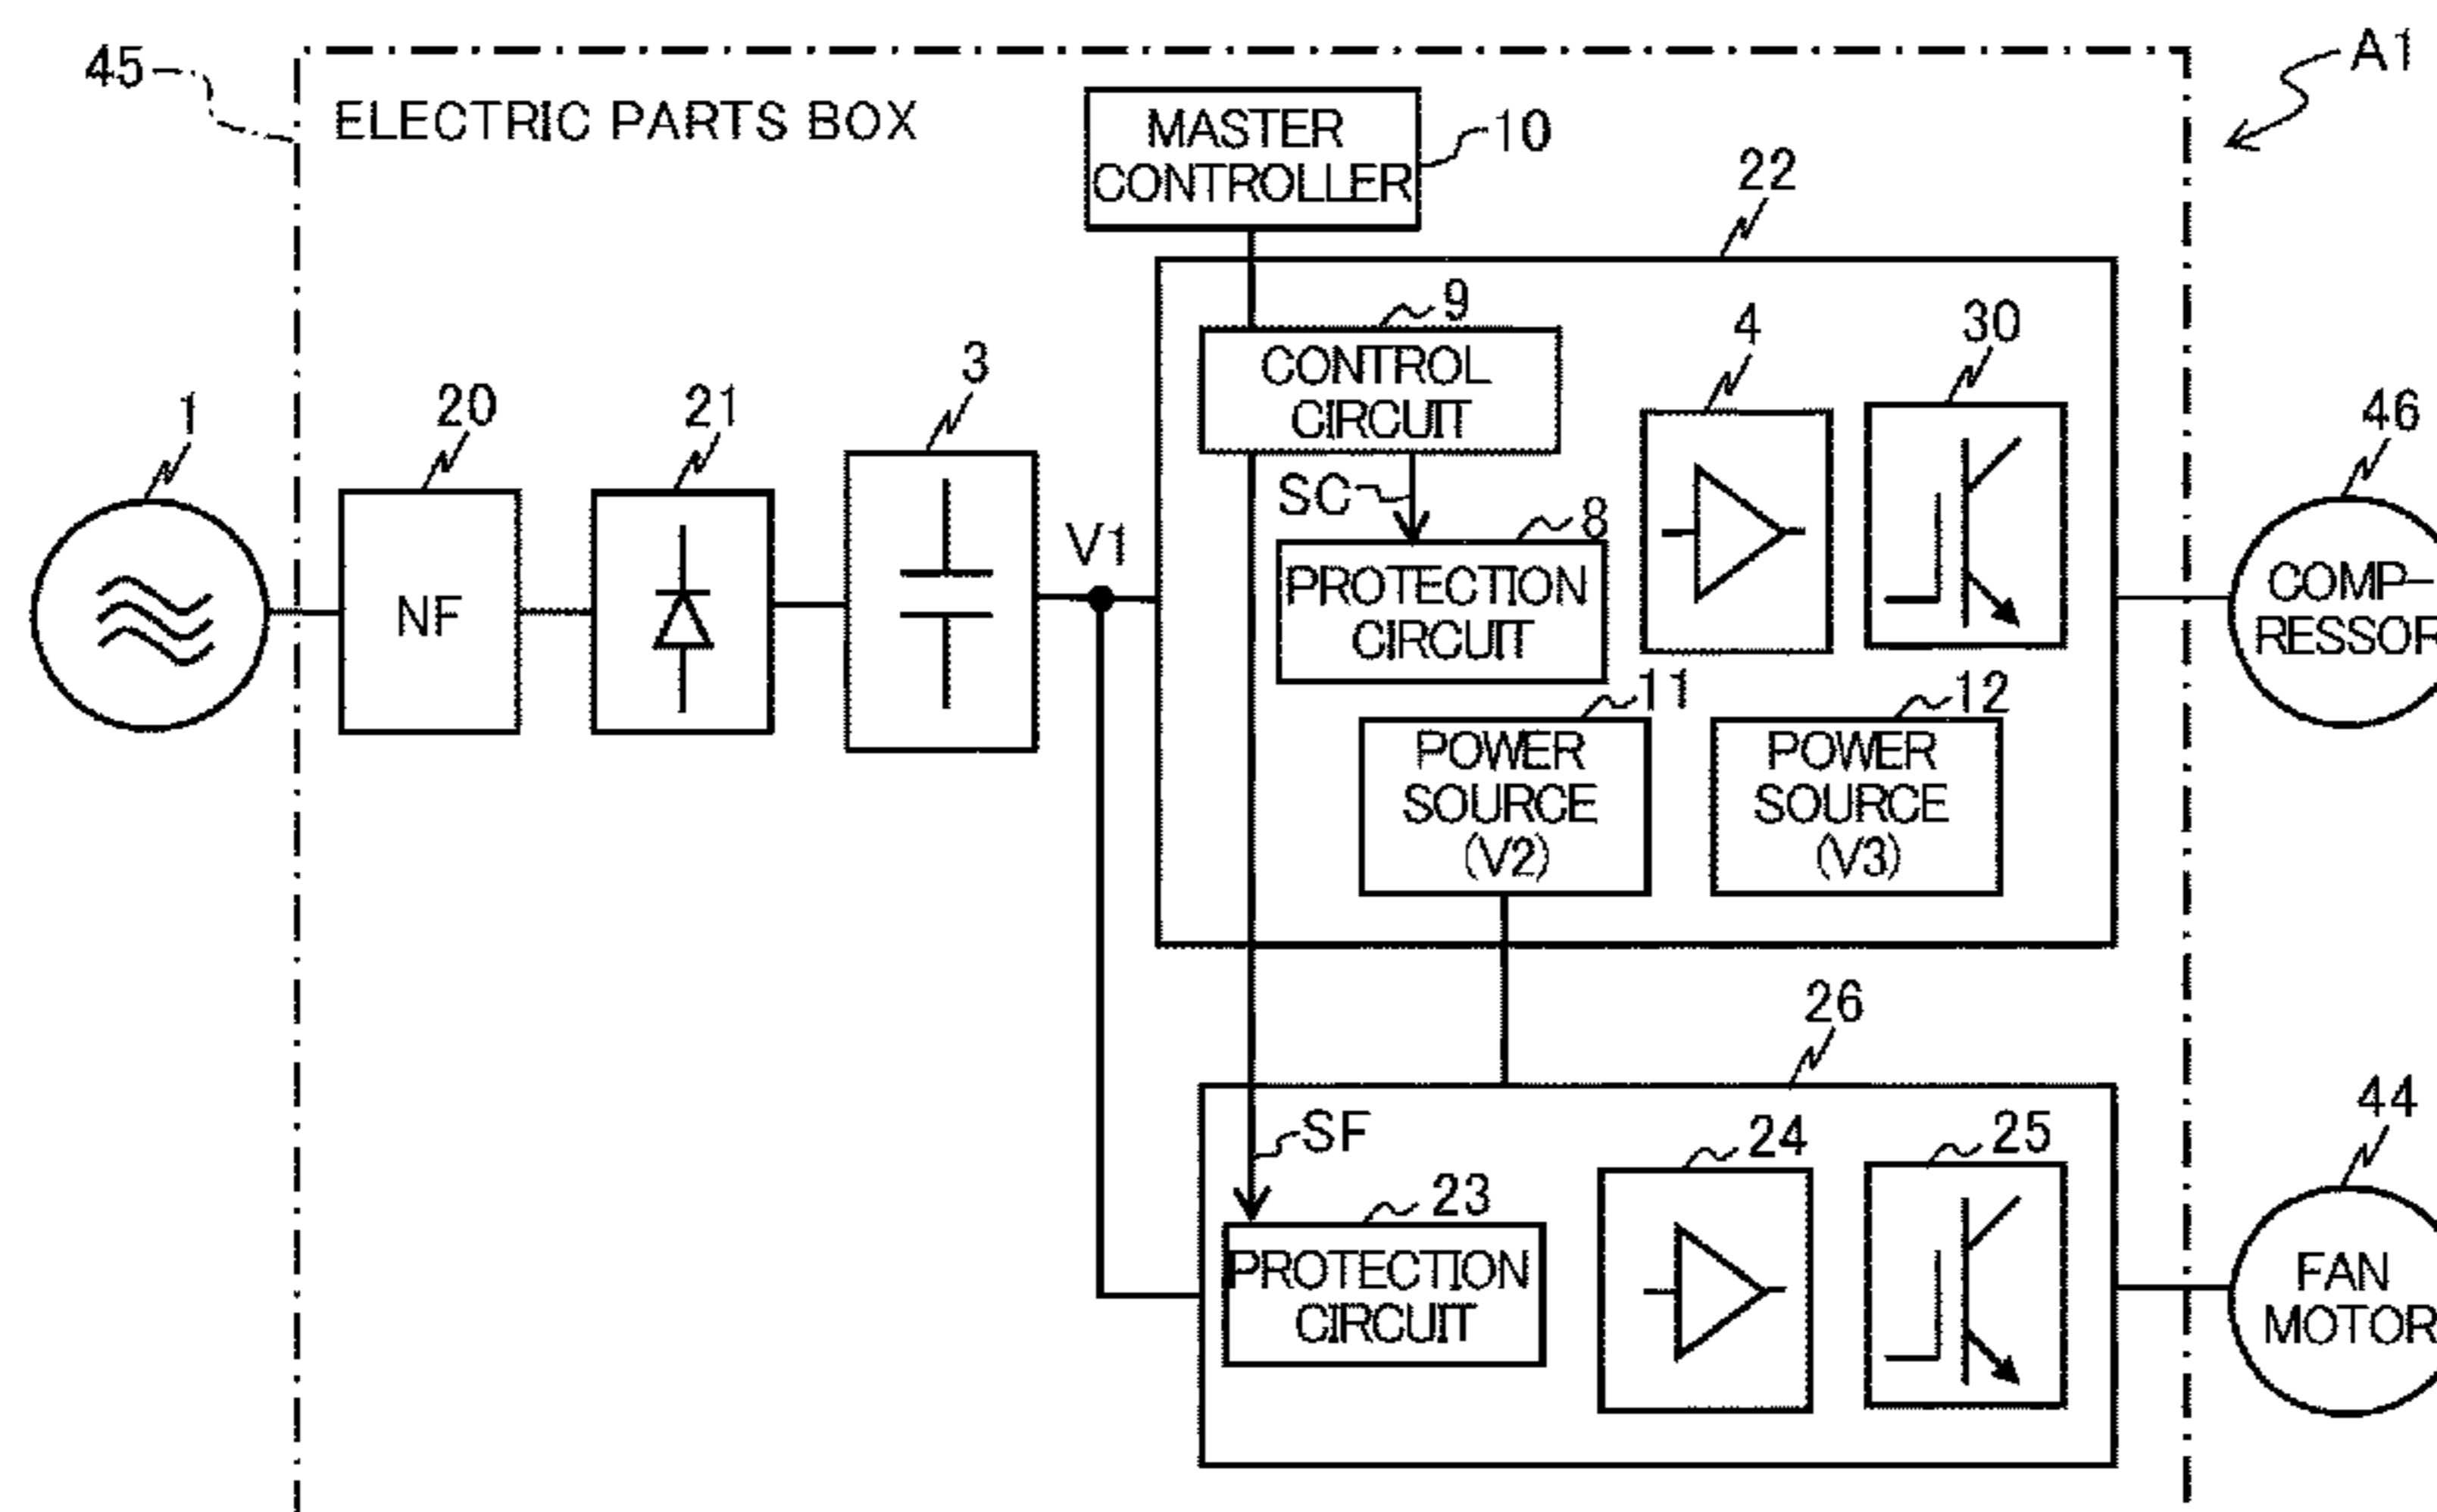 45
A1
ELECTRIC PARTS BOX
MASTER
CONTROLLER
10
22
9
4
30
CONTROL
CIRCUIT
3
1
20
21
46
SC
8
V1
NF
PROTECTION
CIRCUIT
COMP-
RESSOR
11
12
POWER
SOURCE
(V2)
POWER
SOURCE
(V3)
26
SF
24
25
44
23
PROTECTION
CIRCUIT
FAN
MOTOR